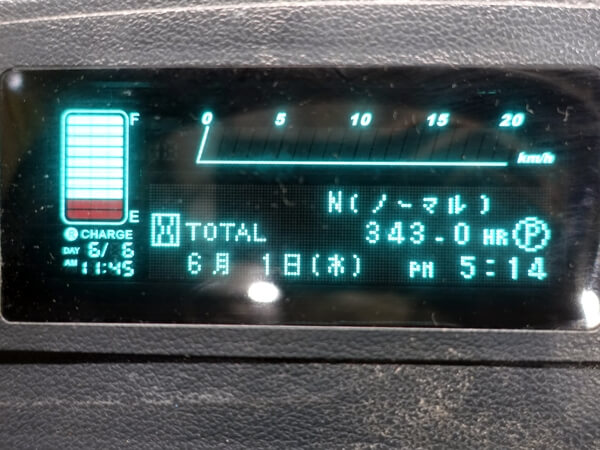 F
E
CHARGE
DAY 6/ 6
AM 11:45
0 5 10 15 20
km/h
N(ノーマル)
TOTAL 343.0 HR P
6月 1日(木) PM 5:14